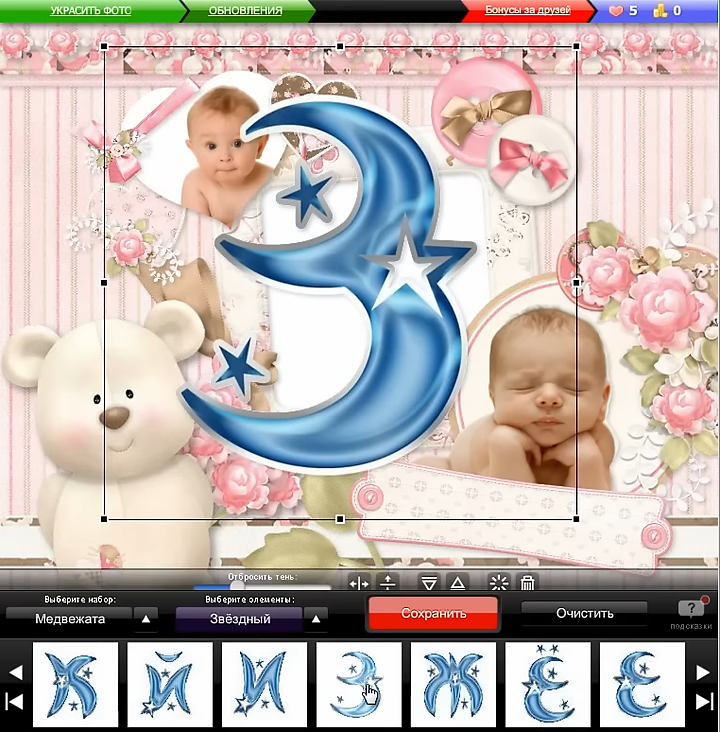 УКРАСИТЬ ФОТО
ОБНОВЛЕНИЯ
Бонусы за друзей
5
0
З
Отбросить тень:
Выберите набор:
Выберите элементы:
Медвежата
Звёздный
Сохранить
Очистить
?
подсказки
К Й И З Ж Ё Е